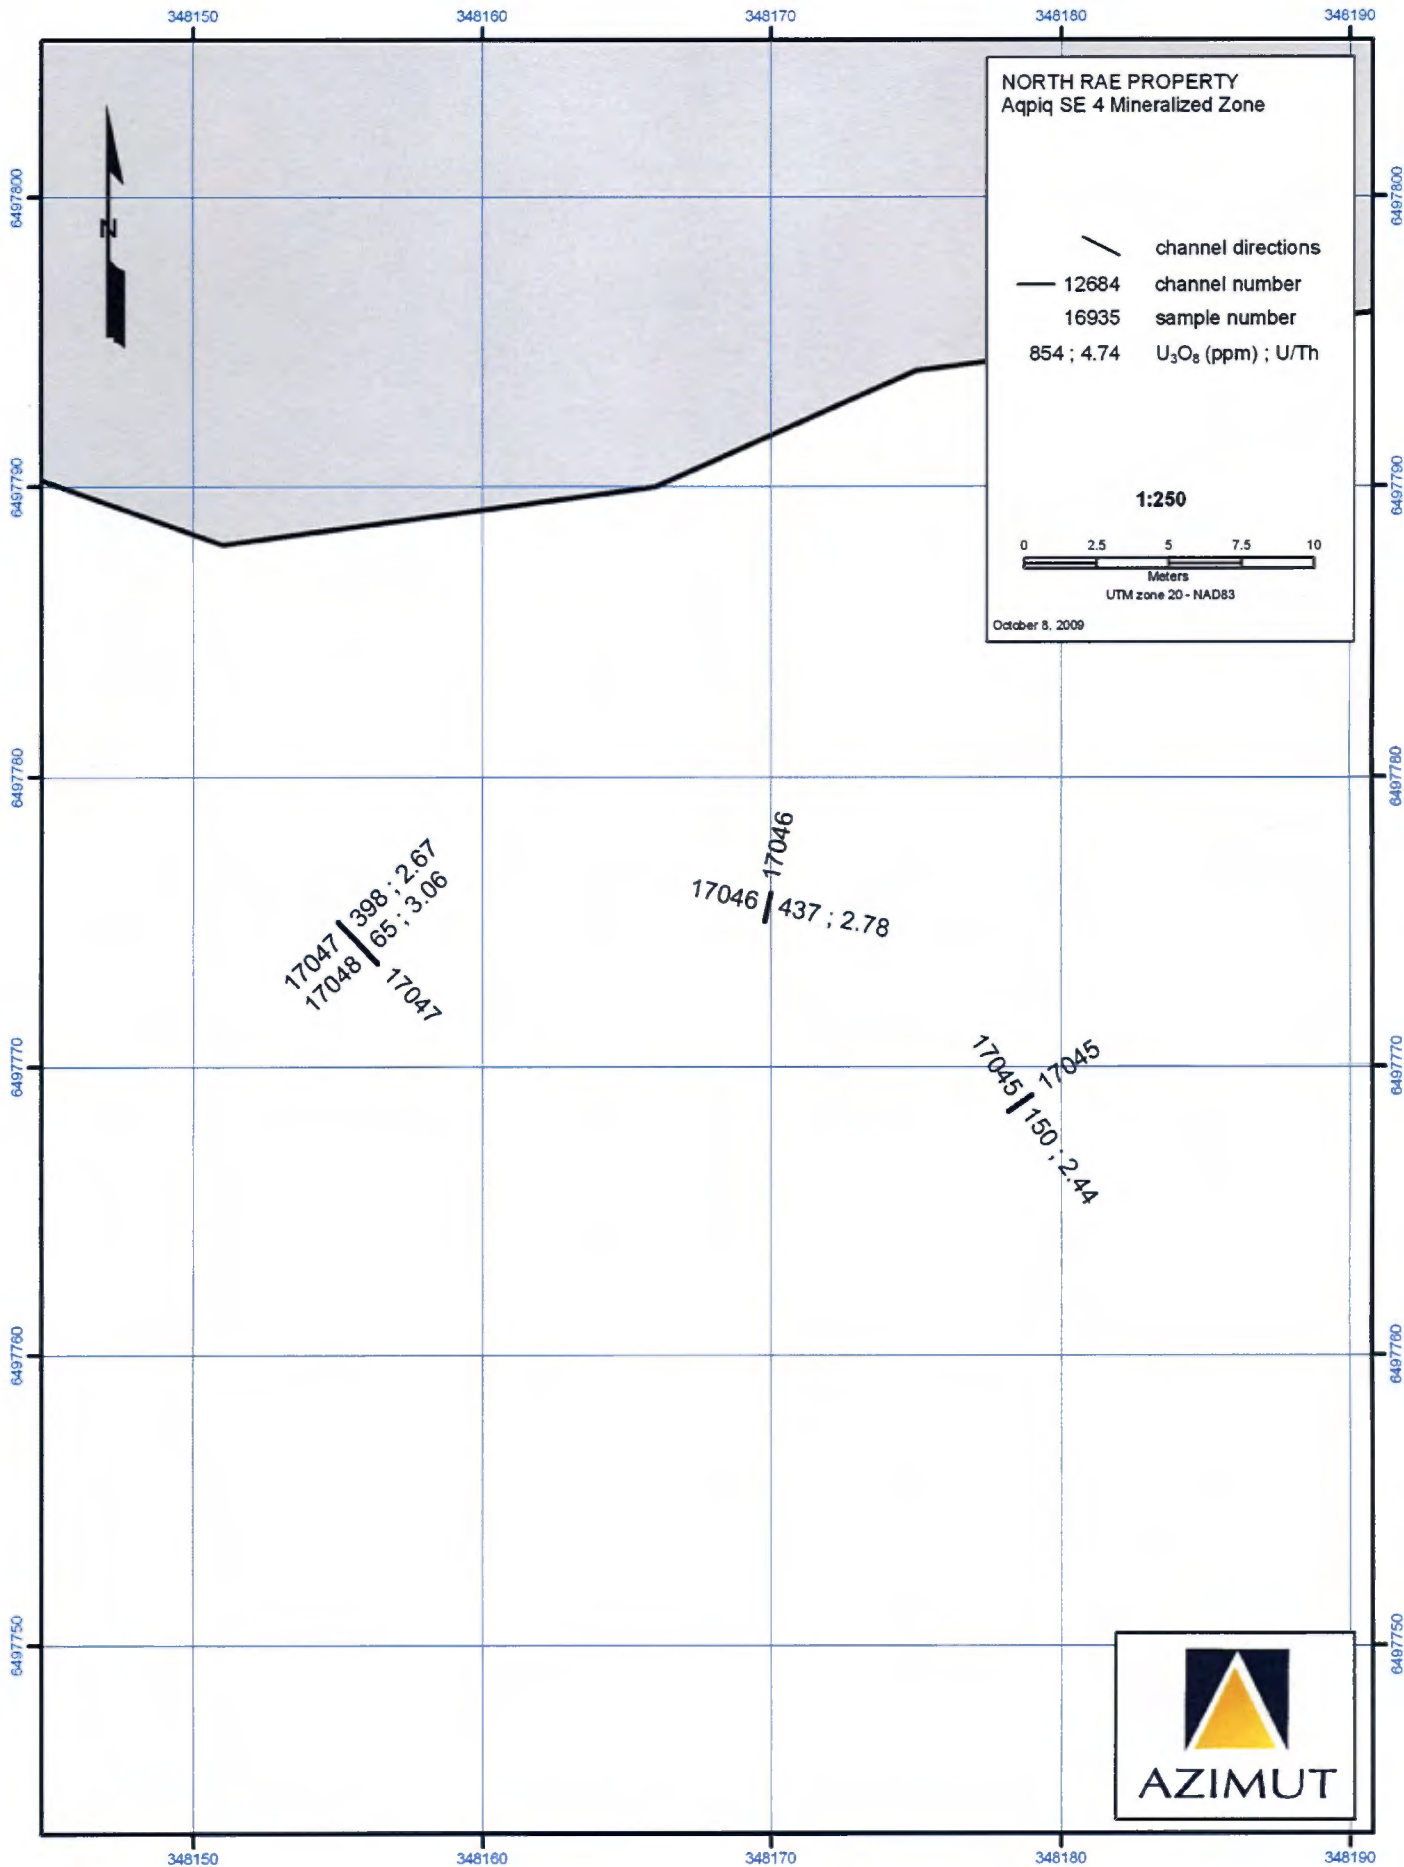 348150 348160 348170 348180 348190
NORTH RAE PROPERTY
Aqpiq SE 4 Mineralized Zone
channel directions
12684 channel number
16935 sample number
854 ; 4.74 U₃O₈ (ppm) ; U/Th
1:250
0 2.5 5 7.5 10
Meters
UTM zone 20 - NAD83
October 8, 2009
N
6497800 6497800
6497790 6497790
6497780 6497780
17046
17046 437 ; 2.78
17047 398 ; 2.67
17048 65 ; 3.06
17047
6497770 6497770
17045 17045
150 ; 2.44
6497760 6497760
6497750 6497750
AZIMUT
348150 348160 348170 348180 348190